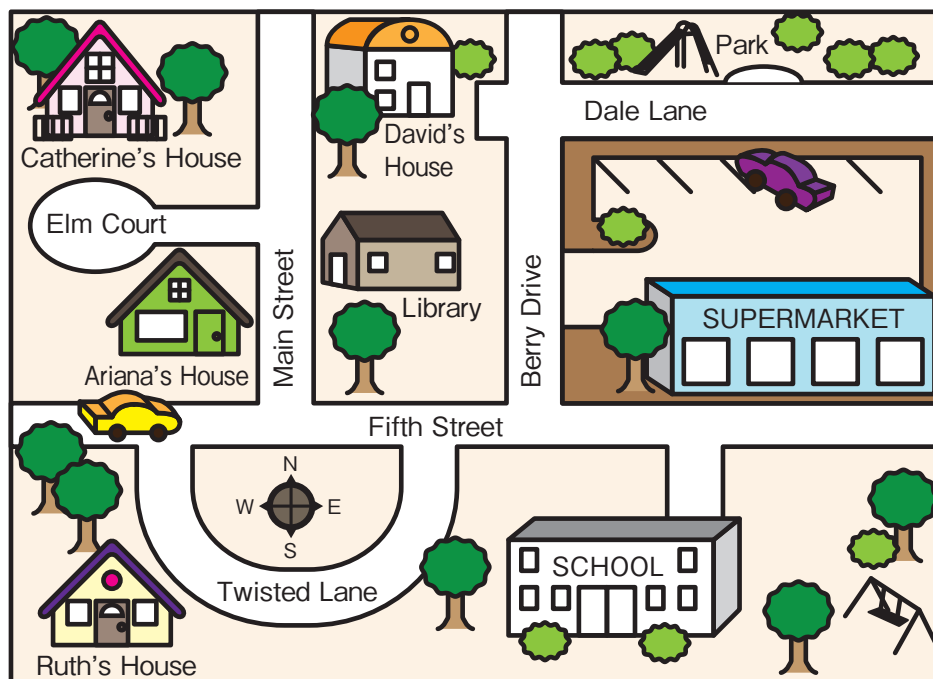 Park
Dale Lane
David's
House
Catherine's House
Elm Court
Main Street
Library
Berry Drive
SUPERMARKET
Ariana's House
Fifth Street
N
W E
S
SCHOOL
Twisted Lane
Ruth's House